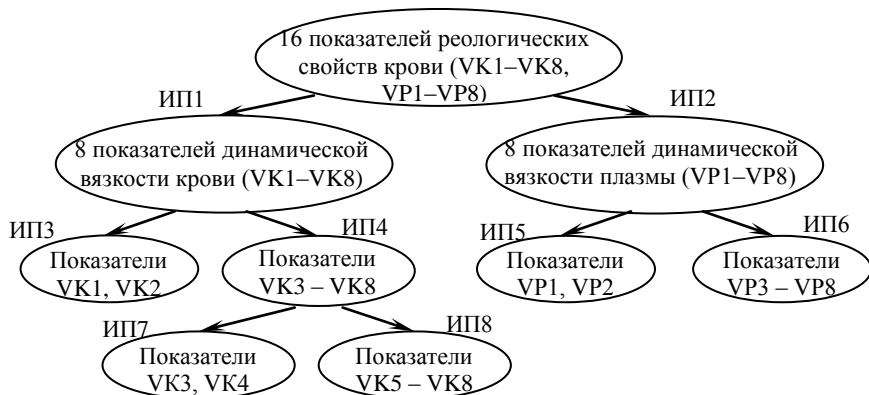 16 показателей реологических
свойств крови (VK1–VK8,
VP1–VP8)
ИП1
ИП2
8 показателей динамической
вязкости крови (VK1–VK8)
8 показателей динамической
вязкости плазмы (VP1–VP8)
ИП3
ИП4
ИП5
ИП6
Показатели
VK1, VK2
Показатели
VK3 – VK8
Показатели
VP1, VP2
Показатели
VP3 – VP8
ИП7
ИП8
Показатели
VK3, VK4
Показатели
VK5 – VK8